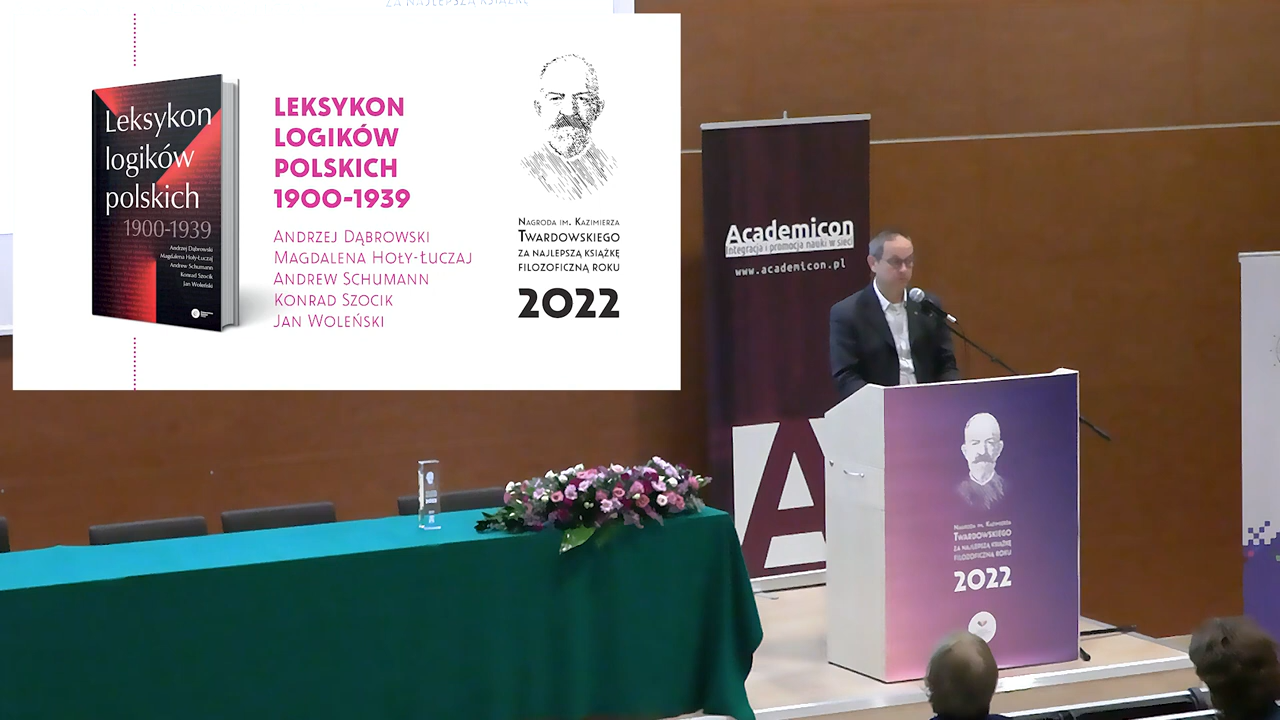 ZA NAJLEPSZĄ KSIĄŻKĘ
Leksykon
logików
polskich
1900-1939
Andrzej Dąbrowski
Magdalena Hoły-Łuczaj
Andrew Schumann
Konrad Szocik
Jan Woleński
LEKSYKON
LOGIKÓW
POLSKICH
1900-1939
ANDRZEJ DĄBROWSKI
MAGDALENA HOŁY-ŁUCZAJ
ANDREW SCHUMANN
KONRAD SZOCIK
JAN WOLEŃSKI
NAGRODA IM. KAZIMIERZA
TWARDOWSKIEGO
ZA NAJLEPSZĄ KSIĄŻKĘ
FILOZOFICZNĄ ROKU
2022
Academicon
Integracja i promocja nauki w sieci
www.academicon.pl
A
NAGRODA IM. KAZIMIERZA
TWARDOWSKIEGO
ZA NAJLEPSZĄ KSIĄŻKĘ
FILOZOFICZNĄ ROKU
2022